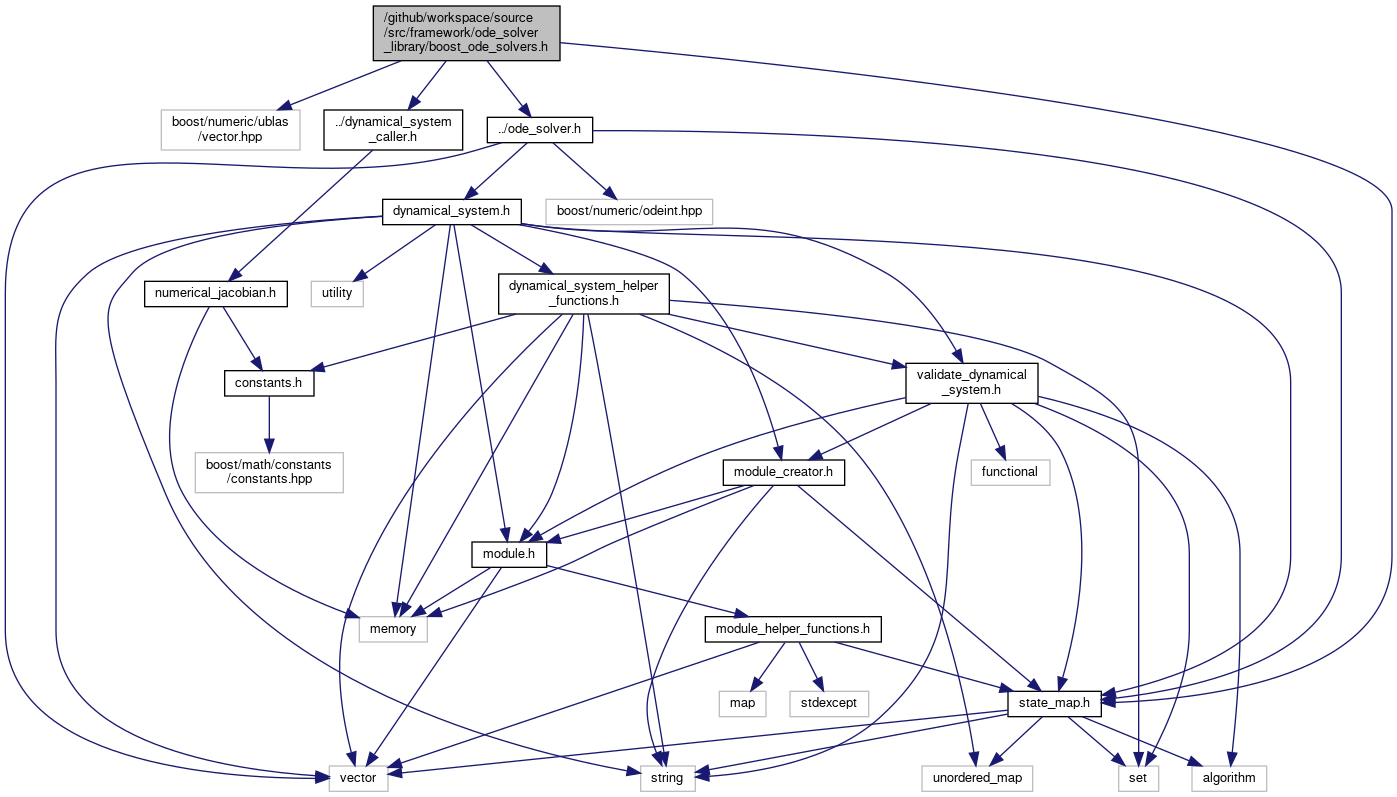 /github/workspace/source
/src/framework/ode_solver
_library/boost_ode_solvers.h
boost/numeric/ublas
/vector.hpp
../dynamical_system
_caller.h
../ode_solver.h
dynamical_system.h
boost/numeric/odeint.hpp
numerical_jacobian.h
utility
dynamical_system_helper
_functions.h
constants.h
validate_dynamical
_system.h
boost/math/constants
/constants.hpp
module_creator.h
functional
module.h
memory
module_helper_functions.h
map
stdexcept
state_map.h
vector
string
unordered_map
set
algorithm